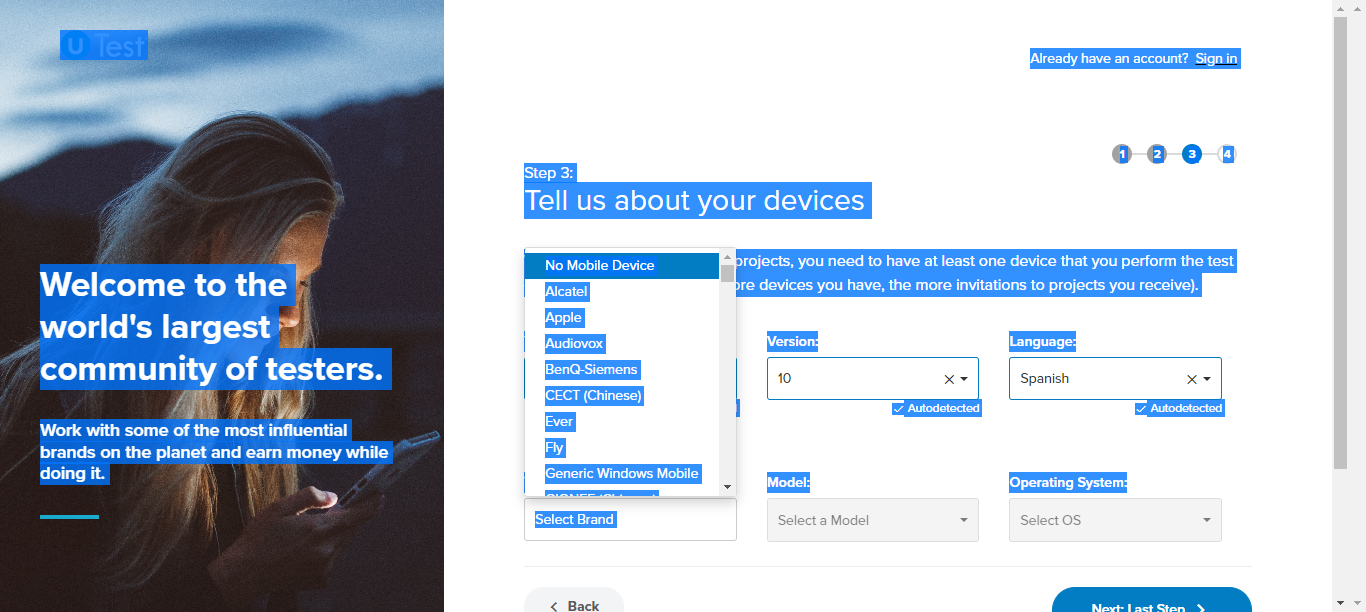 U Test
Already have an account? Sign in
1 2 3 4
Step 3:
Tell us about your devices
projects, you need to have at least one device that you perform the test
devices you have, the more invitations to projects you receive).
No Mobile Device
Alcatel
Apple
Audiovox
BenQ-Siemens
CECT (Chinese)
Ever
Fly
Generic Windows Mobile
Select Brand
Version:
10
Autodetected
Language:
Spanish
Autodetected
Model:
Select a Model
Operating System:
Select OS
Back
Next: Last Step
Welcome to the
world's largest
community of testers.
Work with some of the most influential
brands on the planet and earn money while
doing it.